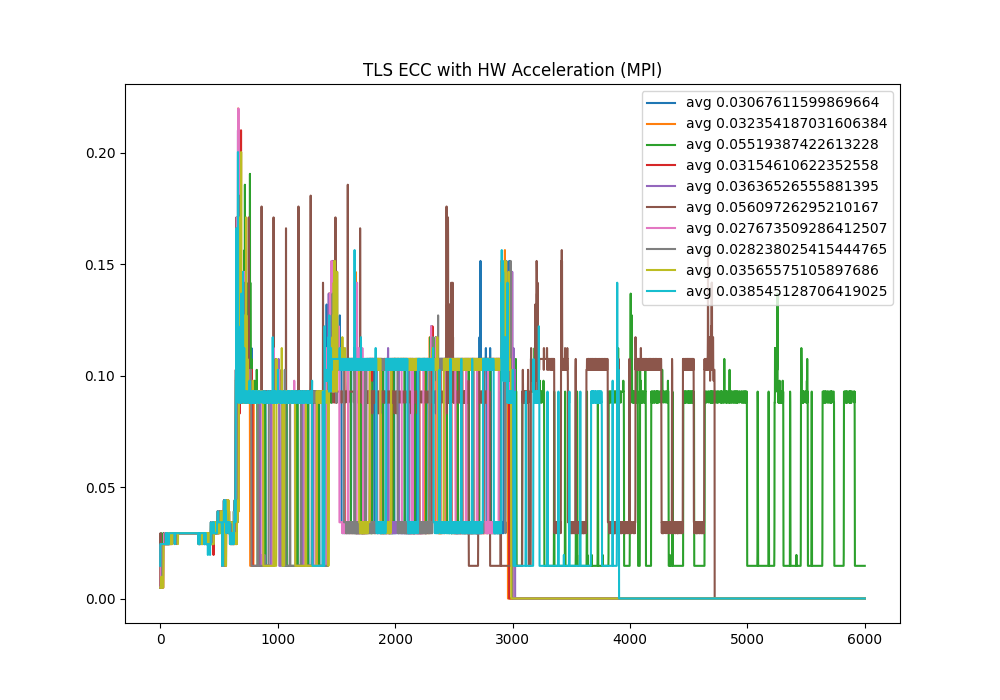 TLS ECC with HW Acceleration (MPI)
avg 0.03067611599869664
avg 0.032354187031606384
avg 0.05519387422613228
avg 0.03154610622352558
avg 0.03636526555881395
avg 0.05609726295210167
avg 0.027673509286412507
avg 0.028238025415444765
avg 0.03565575105897686
avg 0.038545128706419025
0.20
0.15
0.10
0.05
0.00
0 1000 2000 3000 4000 5000 6000